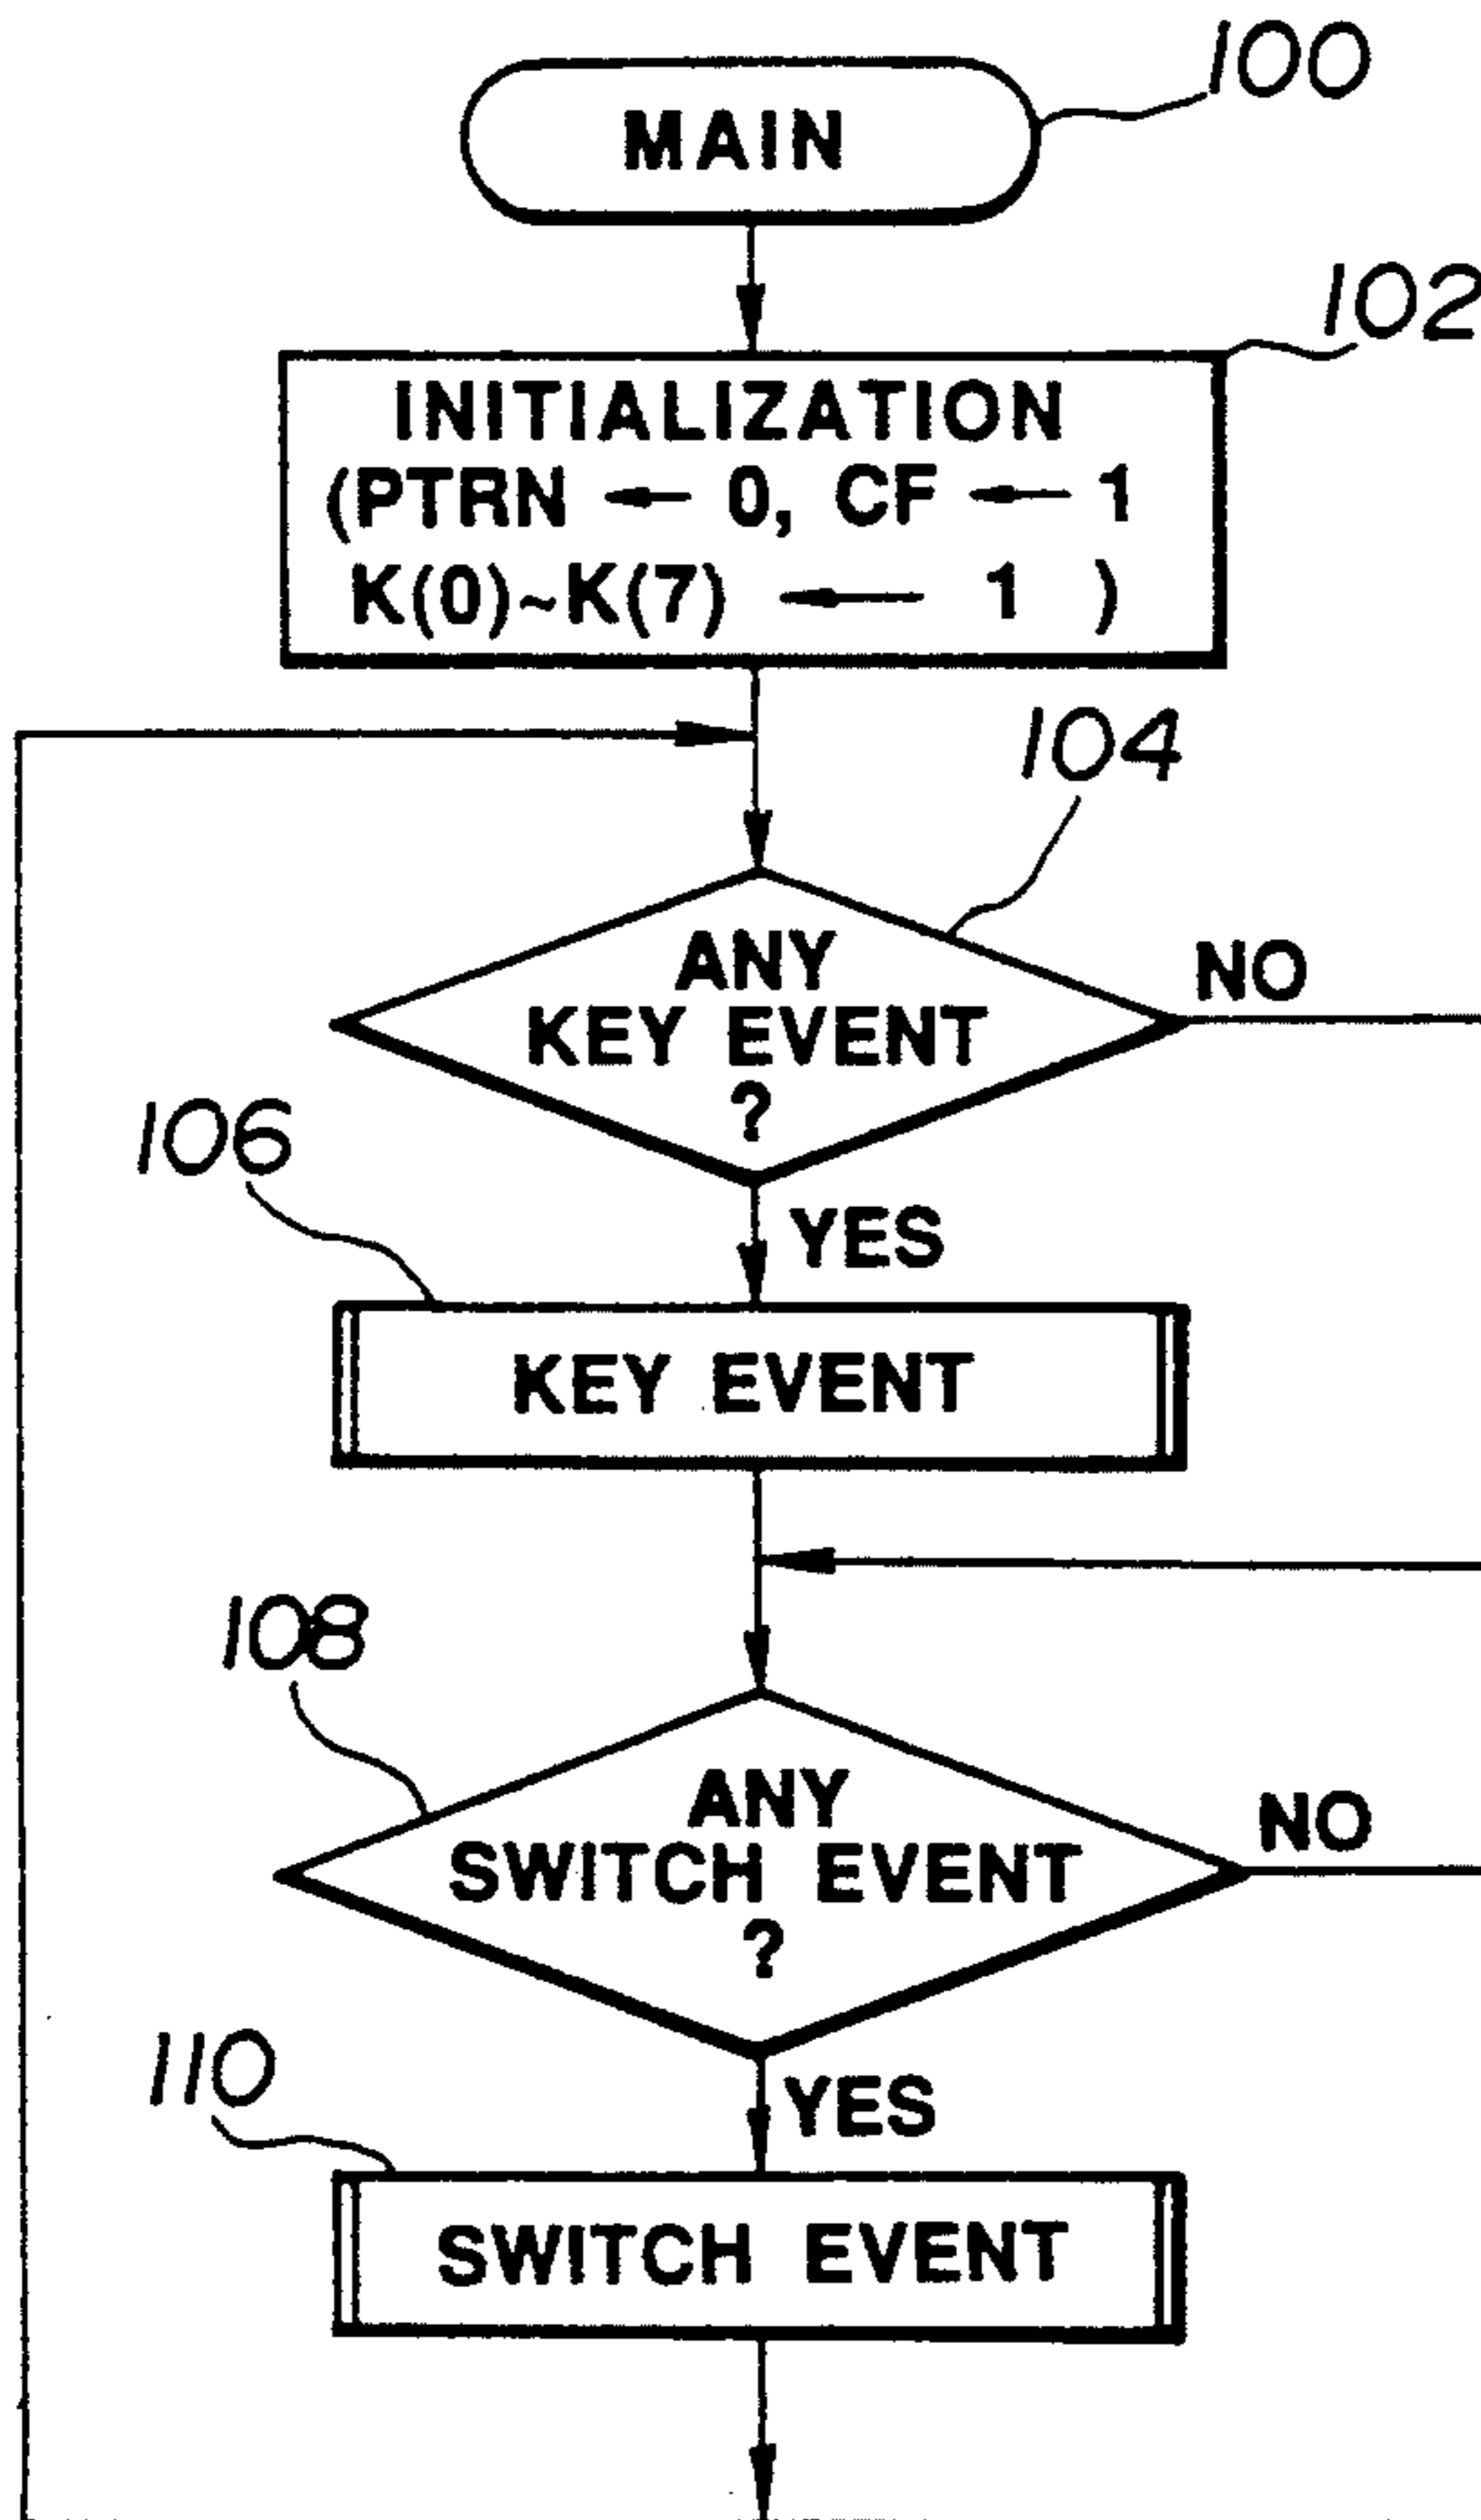 100
MAIN
102
INITIALIZATION
(PTRN ← 0, CF ← 1
K(0)~K(7) ← 1 )
104
ANY
KEY EVENT
?
NO
106
YES
KEY EVENT
108
ANY
SWITCH EVENT
?
NO
110
YES
SWITCH EVENT